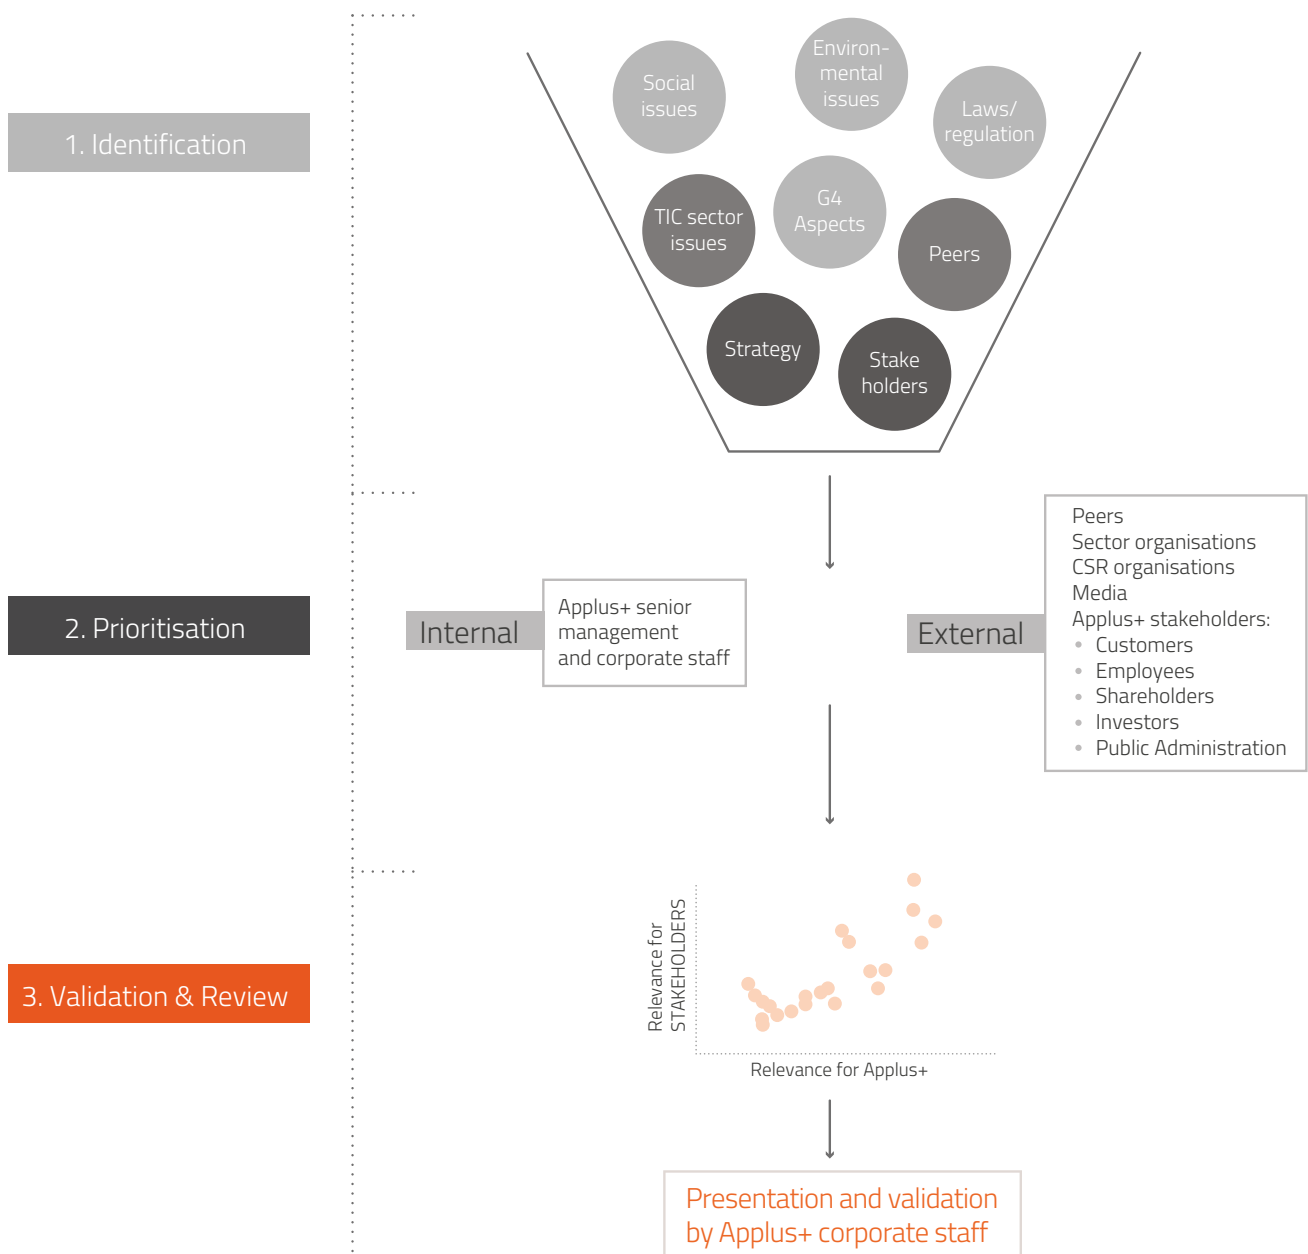 1. Identification
Social
issues
Environ-
mental
issues
Laws/
regulation
TIC sector
issues
G4
Aspects
Peers
Strategy
Stake
holders
2. Prioritisation
Internal
Applus+ senior
management
and corporate staff
External
Peers
Sector organisations
CSR organisations
Media
Applus+ stakeholders:
• Customers
• Employees
• Shareholders
• Investors
• Public Administration
3. Validation & Review
Relevance for
STAKEHOLDERS
Relevance for Applus+
Presentation and validation
by Applus+ corporate staff